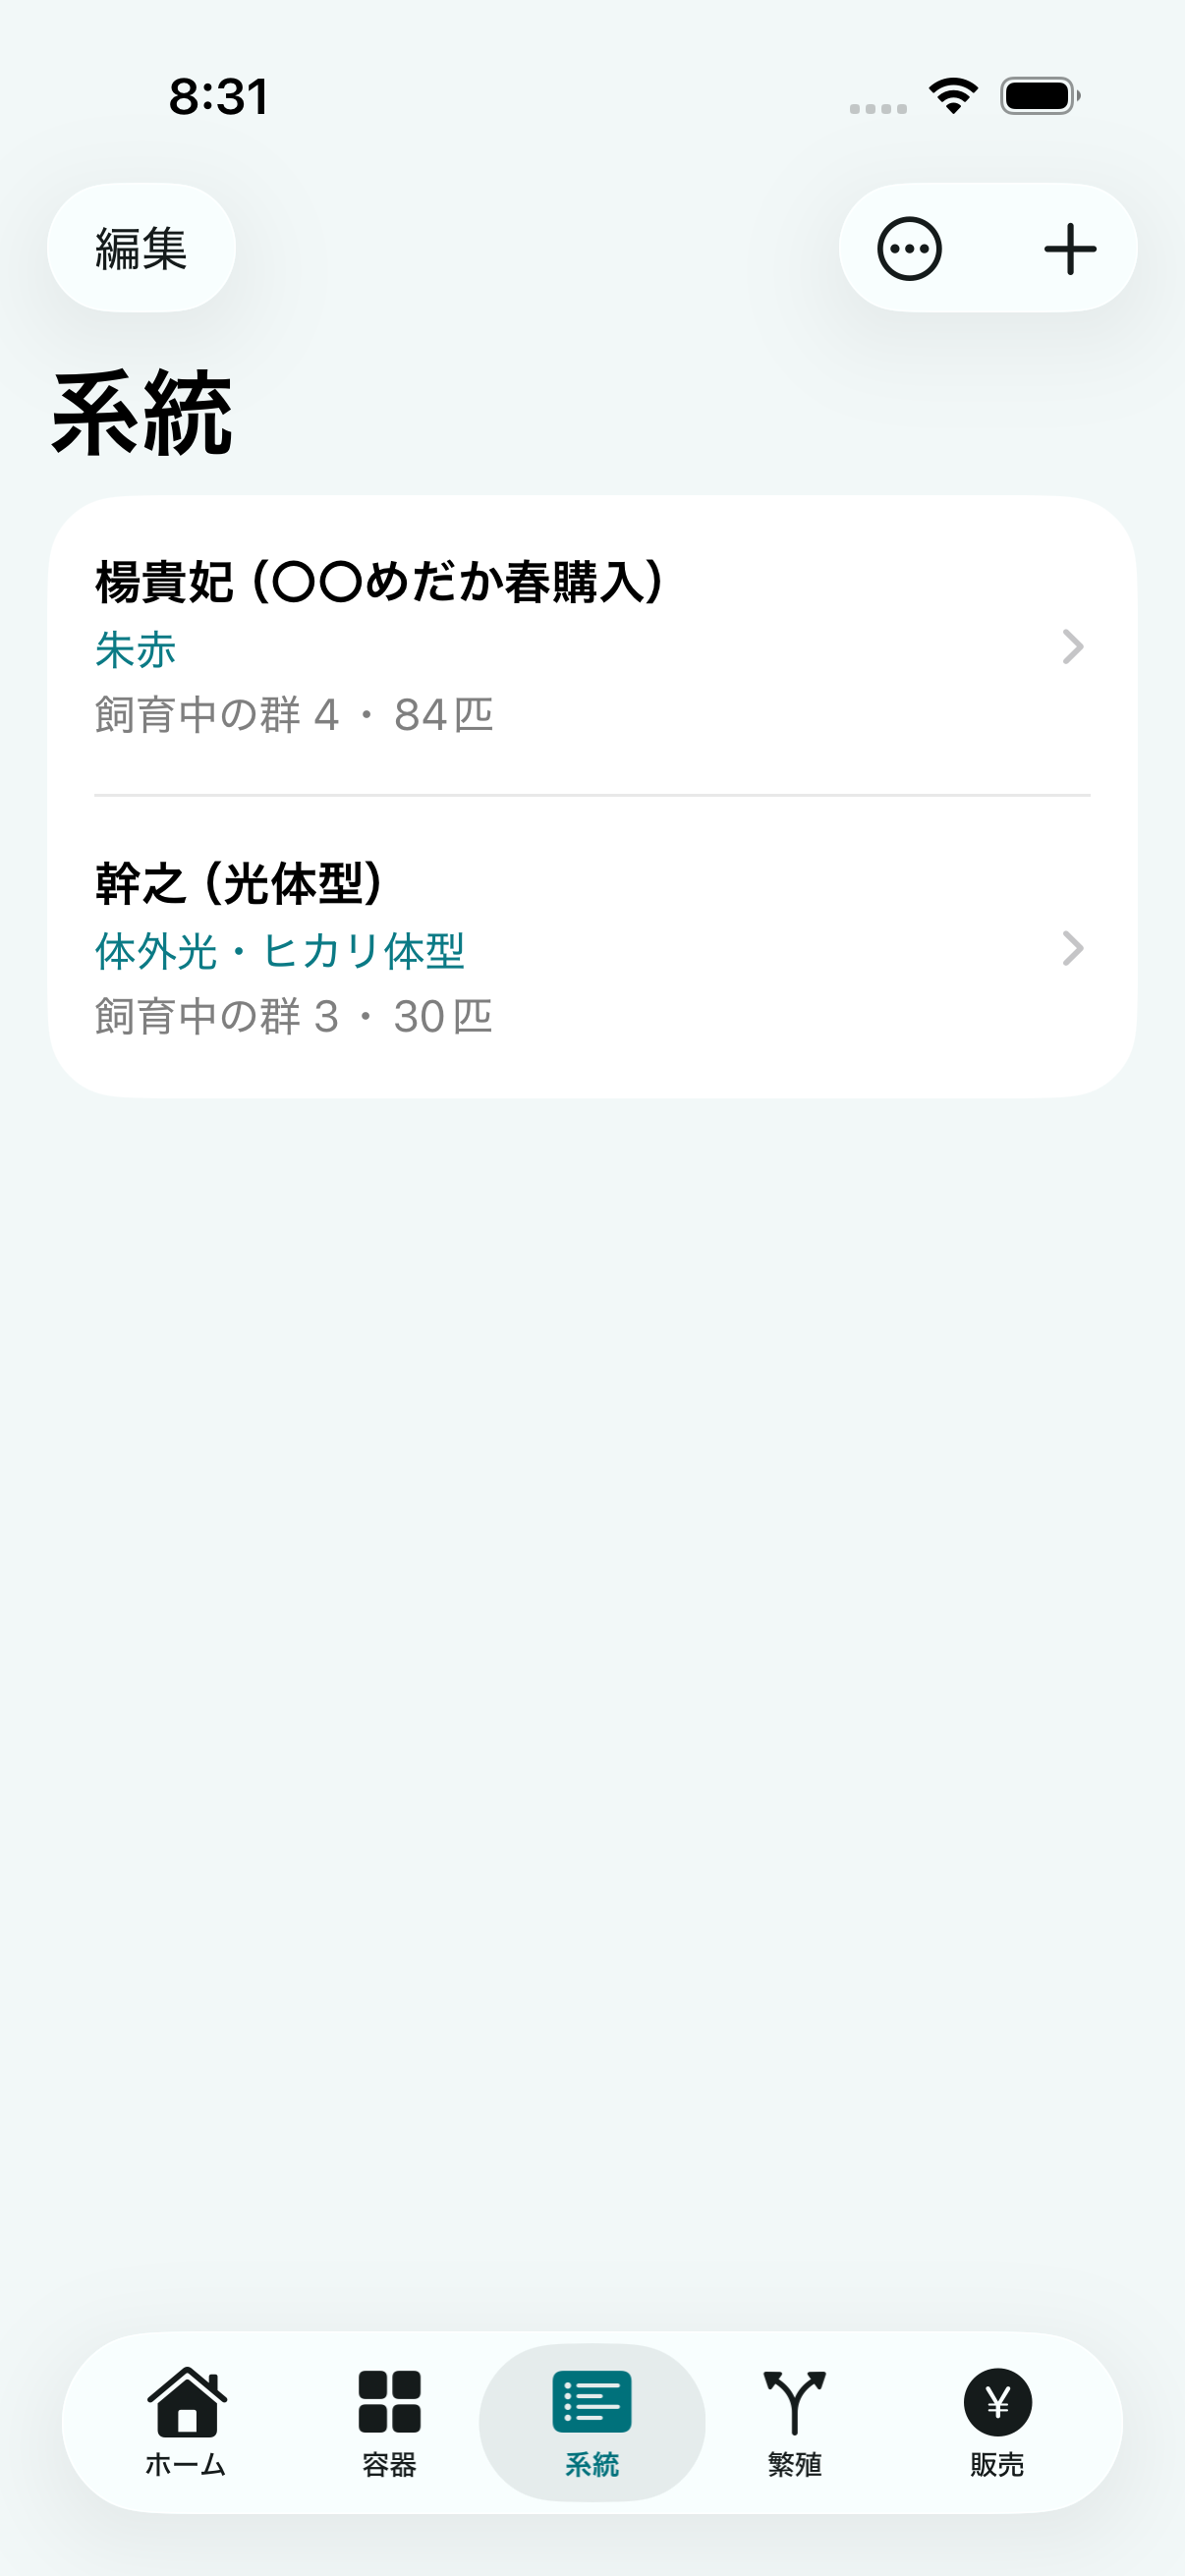 8:31
編集
系統
楊貴妃（〇〇めだか春購入）
朱赤
飼育中の群 4 · 84匹
幹之（光体型）
体外光・ヒカリ体型
飼育中の群 3 · 30匹
ホーム
容器
系統
繁殖
¥
販売